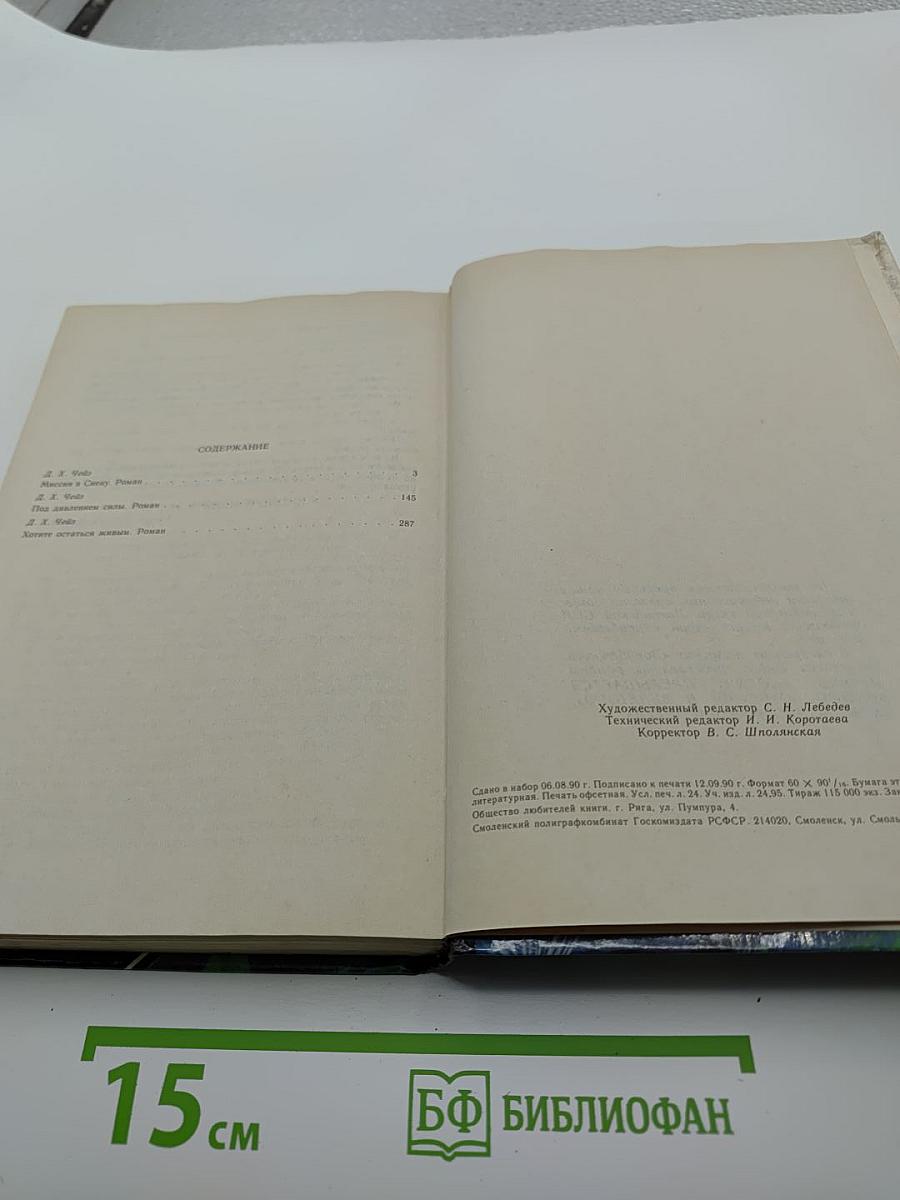 СОДЕРЖАНИЕ
Д. Х. Чейз
Миссия в Сиену. Роман . . . . . . . . . . . . . . . . . . 3
Д. Х. Чейз
Под давлением силы. Роман . . . . . . . . . . . . . . . . . . 145
Д. Х. Чейз
Хотите остаться живым. Роман . . . . . . . . . . . . . . . . . . 287
Художественный редактор С. Н. Лебедев
Технический редактор И. И. Коротаева
Корректор В. С. Шполянская
Сдано в набор 06.08.90 г. Подписано к печати 12.09.90 г. Формат 60 × 90¹/₁₆. Бумага
литературная. Печать офсетная. Усл. печ. л. 24. Уч. изд. л. 24,95. Тираж 115 000 экз.
Общество любителей книги. г. Рига, ул. Пумпура, 4.
Смоленский полиграфкомбинат Госкомиздата РСФСР. 214020, Смоленск, ул.
15 см
БФ БИБЛИОФАН